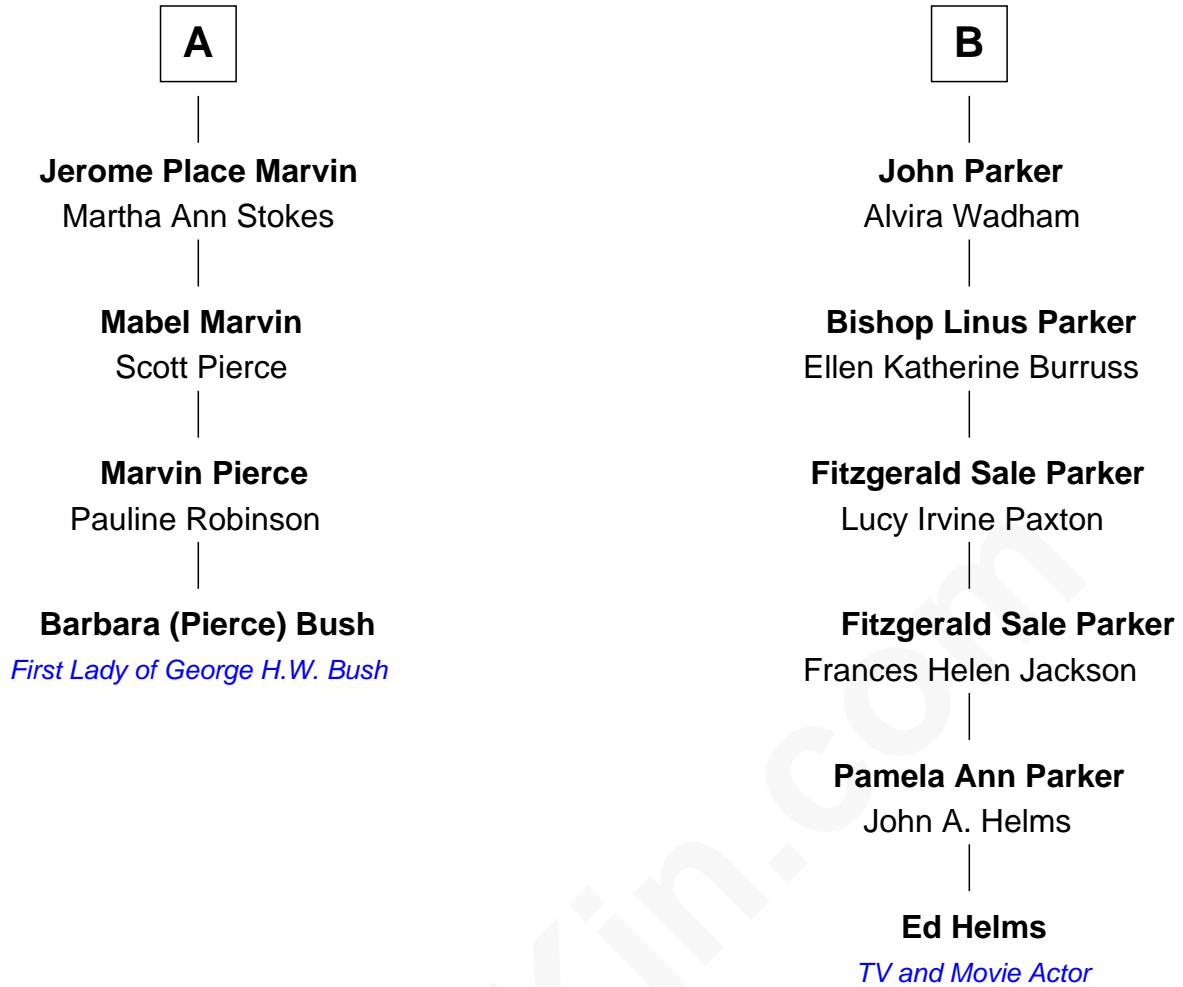 A
Jerome Place Marvin
Martha Ann Stokes
Mabel Marvin
Scott Pierce
Marvin Pierce
Pauline Robinson
Barbara (Pierce) Bush
First Lady of George H.W. Bush
B
John Parker
Alvira Wadham
Bishop Linus Parker
Ellen Katherine Burruss
Fitzgerald Sale Parker
Lucy Irvine Paxton
Fitzgerald Sale Parker
Frances Helen Jackson
Pamela Ann Parker
John A. Helms
Ed Helms
TV and Movie Actor
Kin.com